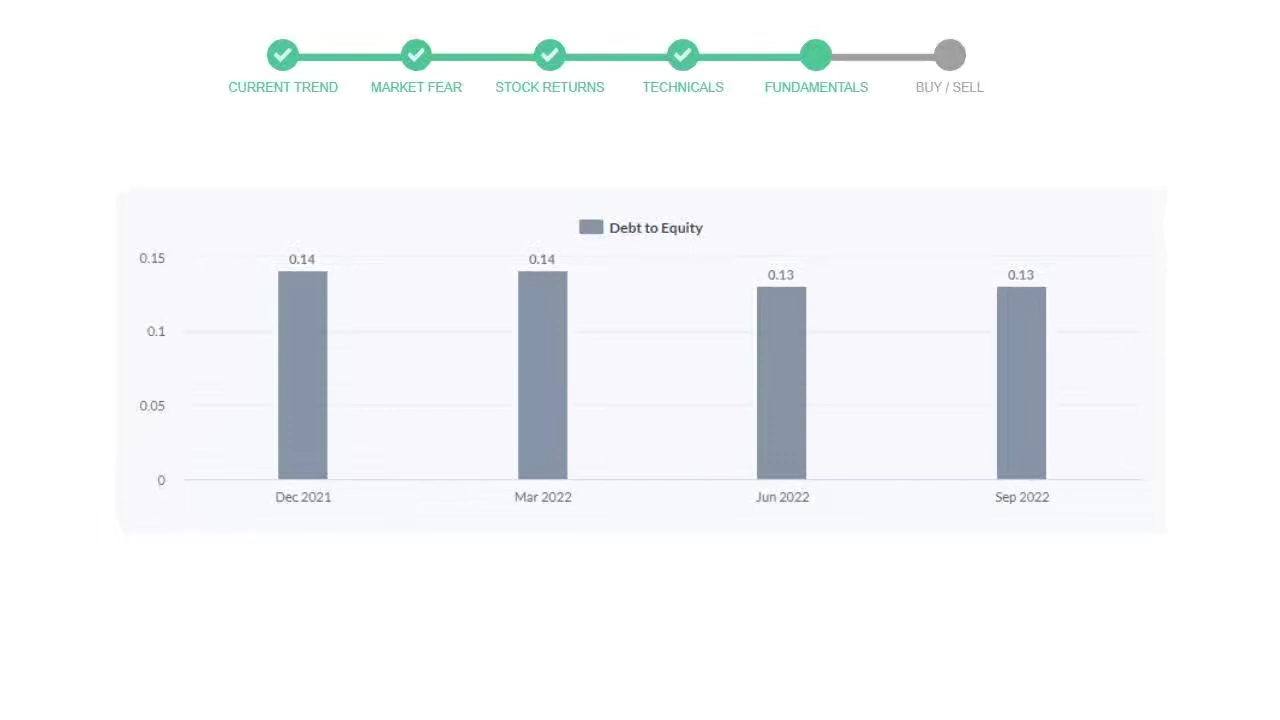 CURRENT TREND MARKET FEAR STOCK RETURNS TECHNICALS FUNDAMENTALS BUY / SELL
Debt to Equity
0.15
0.14 0.14 0.13 0.13
0.1
0.05
0
Dec 2021 Mar 2022 Jun 2022 Sep 2022